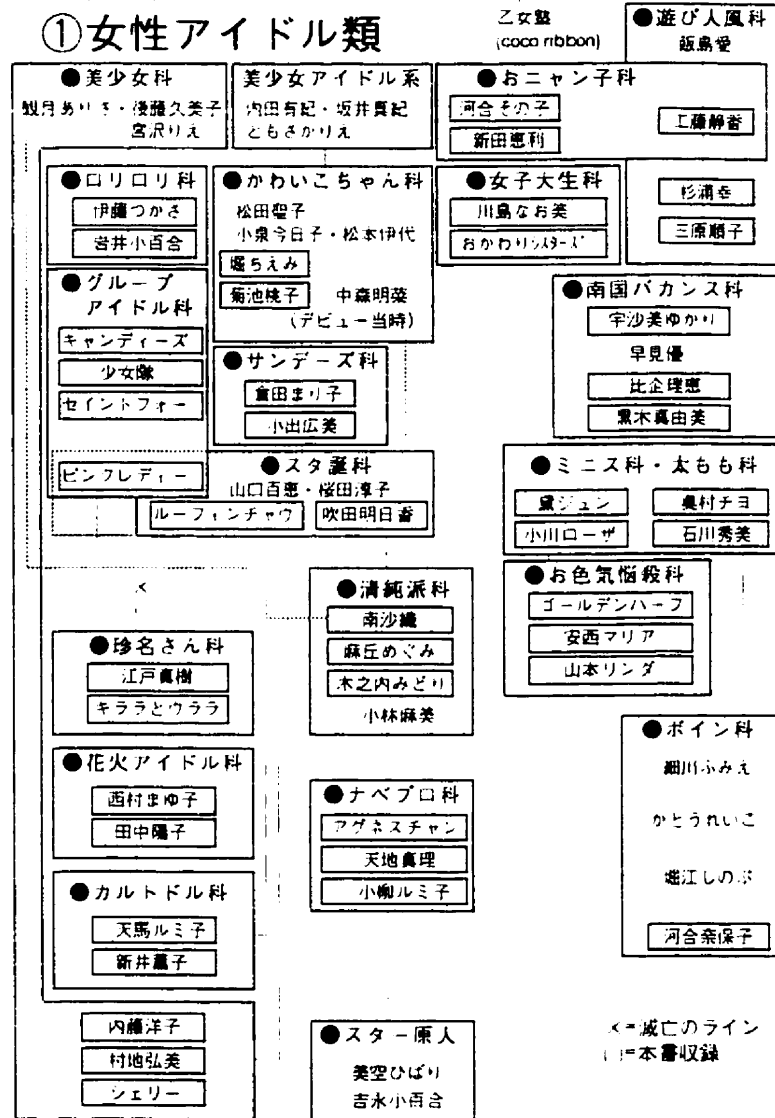 ①女性アイドル類
乙女塾
(coco ribbon)
●遊び人風科
飯島愛
●美少女科
観月ありさ・後藤久美子
宮沢りえ
美少女アイドル系
内田有紀・坂井真紀
ともさかりえ
●おニャン子科
河合その子
新田恵利
工藤静香
●ロリロリ科
伊藤つかさ
岩井小百合
●かわいこちゃん科
松田聖子
小泉今日子・松本伊代
堀ちえみ
菊池桃子 中森明菜
(デビュー当時)
●女子大生科
川島なお美
おかわりシスターズ
杉浦幸
三原順子
●グループ
アイドル科
キャンディーズ
少女隊
セイントフォー
ピンクレディー
●サンデーズ科
倉田まり子
小出広美
●南国バカンス科
宇沙美ゆかり
早見優
比企理恵
黒木真由美
●スタ誕科
山口百恵・桜田淳子
ルーフィンチャウ
吹田明日香
●ミニス科・太もも科
黛ジュン
奥村チヨ
小川ローザ
石川秀美
●清純派科
南沙織
麻丘めぐみ
木之内みどり
小林麻美
●お色気悩殺科
ゴールデンハーフ
安西マリア
山本リンダ
×
●珍名さん科
江戸真樹
キララとウララ
●花火アイドル科
西村まゆ子
田中陽子
●ナベプロ科
アグネスチャン
天地真理
小柳ルミ子
●ボイン科
細川ふみえ
かとうれいこ
堀江しのぶ
河合奈保子
●カルトドル科
天馬ルミ子
新井薫子
内藤洋子
村地弘美
シェリー
●スター原人
美空ひばり
吉永小百合
×=滅亡のライン
□=本書収録